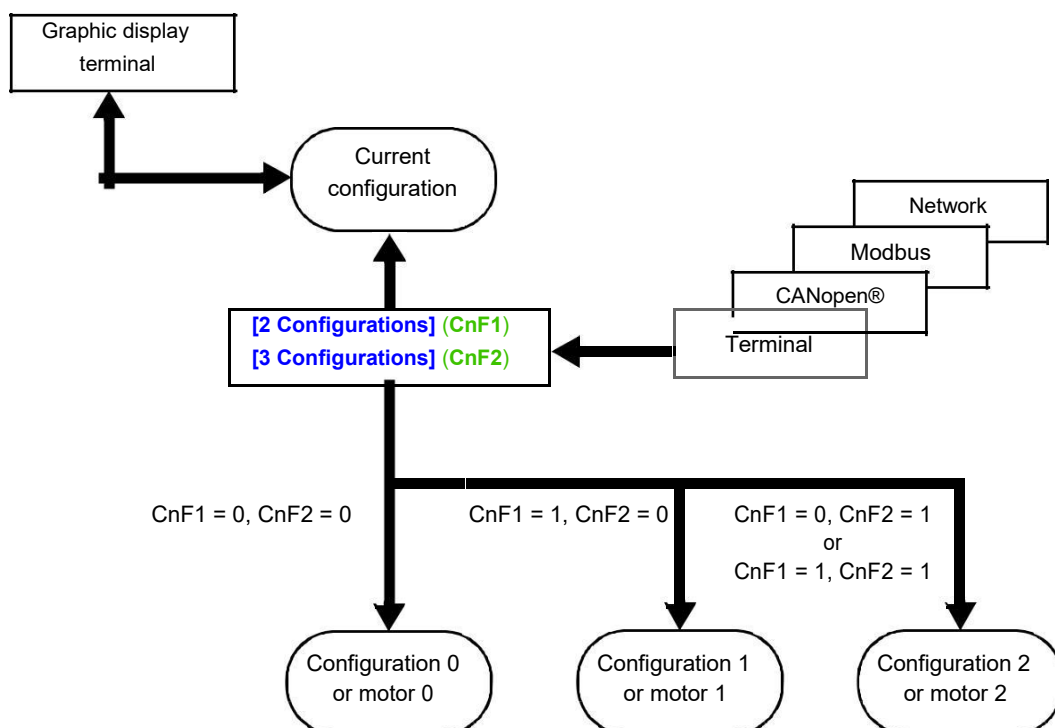 Graphic display
terminal
Current
configuration
Network
Modbus
CANopen®
Terminal
[2 Configurations] (CnF1)
[3 Configurations] (CnF2)
CnF1 = 0, CnF2 = 0
CnF1 = 1, CnF2 = 0
CnF1 = 0, CnF2 = 1
or
CnF1 = 1, CnF2 = 1
Configuration 0
or motor 0
Configuration 1
or motor 1
Configuration 2
or motor 2